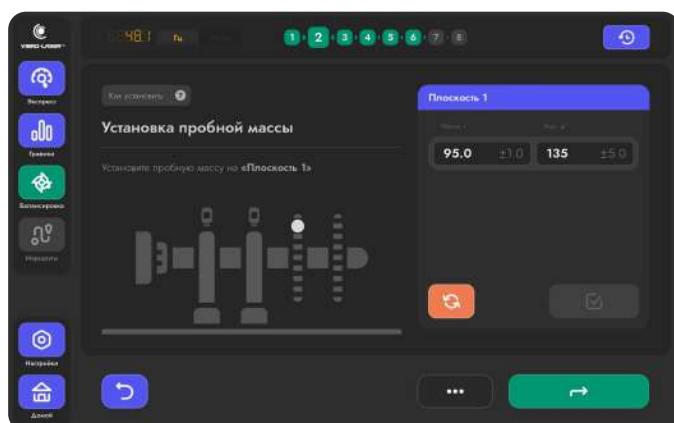 VIBRO-LASER
48.1 Гц
1 2 3 4 5 6 7 8
Экспресс
Графики
Балансировка
Маршруты
Настройки
Домой
Как установить ?
Установка пробной массы
Установите пробную массу на «Плоскость 1»
Плоскость 1
95.0 ±1.0 135 ±5.0